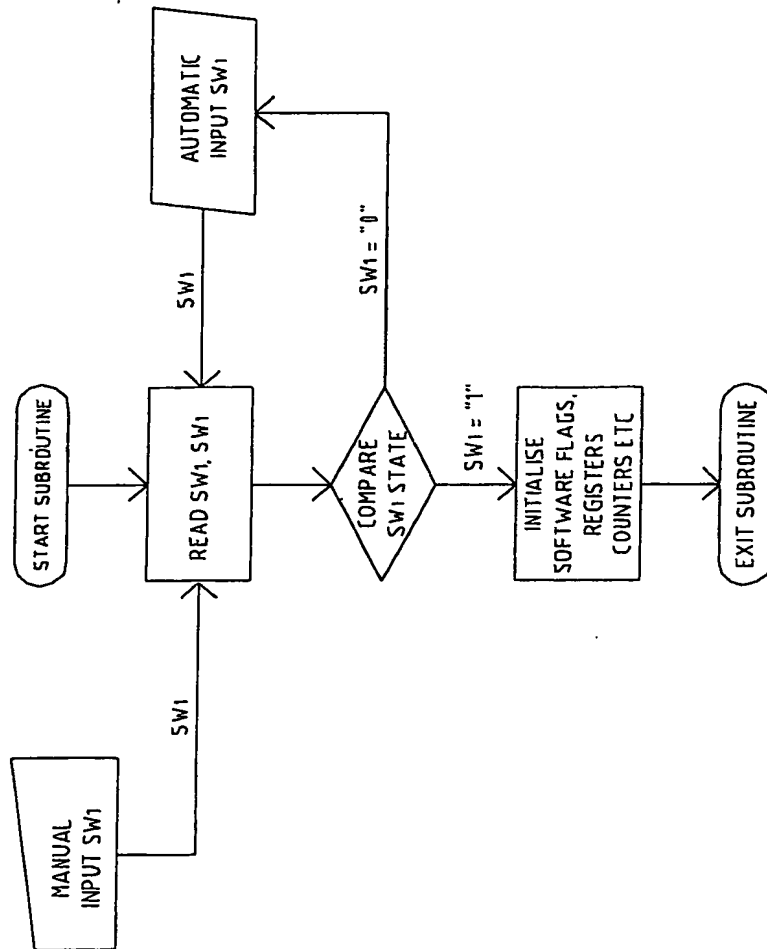 START SUBROUTINE
MANUAL
INPUT SW1
SW1
READ SW1, SW1
SW1
AUTOMATIC
INPUT SW1
COMPARE
SW1 STATE
SW1 = "0"
SW1 = "1"
INITIALISE
SOFTWARE FLAGS,
REGISTERS
COUNTERS ETC
EXIT SUBROUTINE